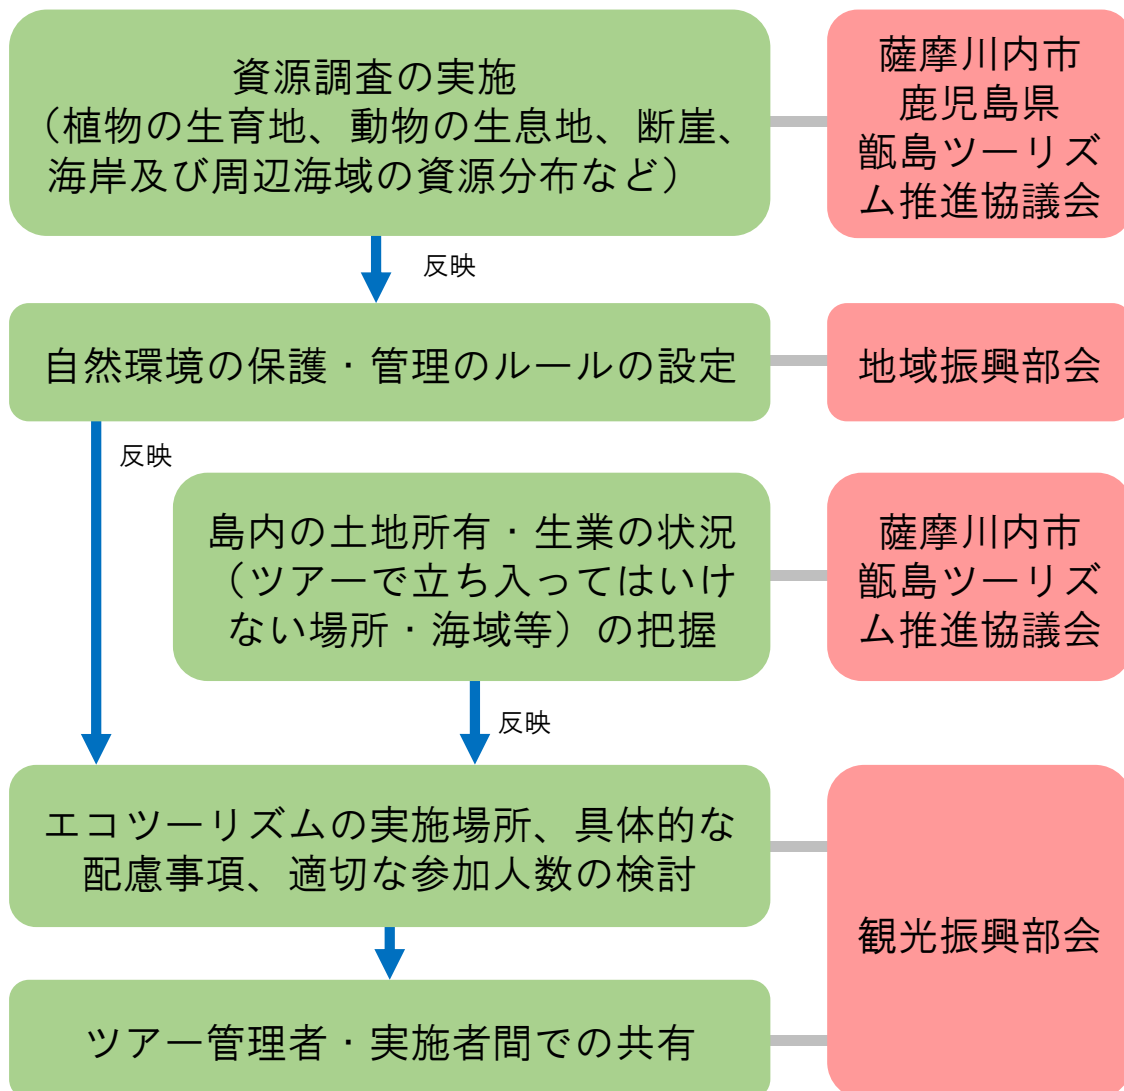 資源調査の実施
（植物の生育地、動物の生息地、断崖、
海岸及び周辺海域の資源分布など）
薩摩川内市
鹿児島県
甑島ツーリズ
ム推進協議会
反映
自然環境の保護・管理のルールの設定
地域振興部会
反映
島内の土地所有・生業の状況
（ツアーで立ち入ってはいけ
ない場所・海域等）の把握
薩摩川内市
甑島ツーリズ
ム推進協議会
反映
エコツーリズムの実施場所、具体的な
配慮事項、適切な参加人数の検討
観光振興部会
ツアー管理者・実施者間での共有